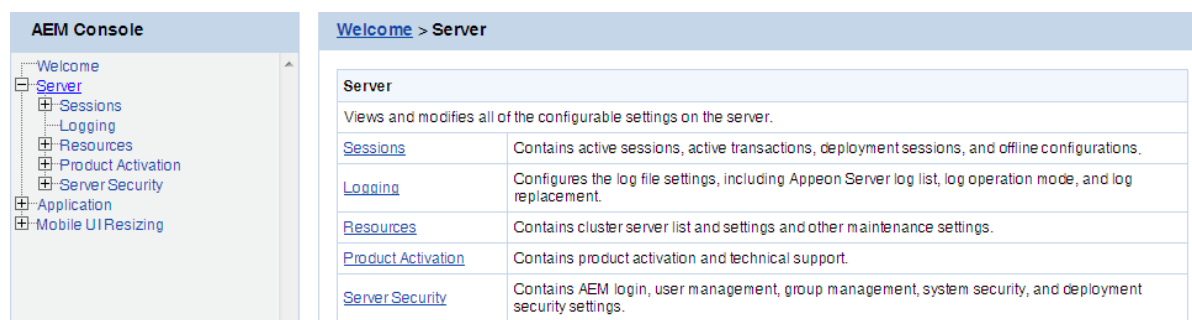 AEM Console
Welcome
Server
Sessions
Logging
Resources
Product Activation
Server Security
Application
Mobile UI Resizing
Welcome > Server
Server
Views and modifies all of the configurable settings on the server.
Sessions Contains active sessions, active transactions, deployment sessions, and offline configurations.
Logging Configures the log file settings, including Appeon Server log list, log operation mode, and log
replacement.
Resources Contains cluster server list and settings and other maintenance settings.
Product Activation Contains product activation and technical support.
Server Security Contains AEM login, user management, group management, system security, and deployment
security settings.